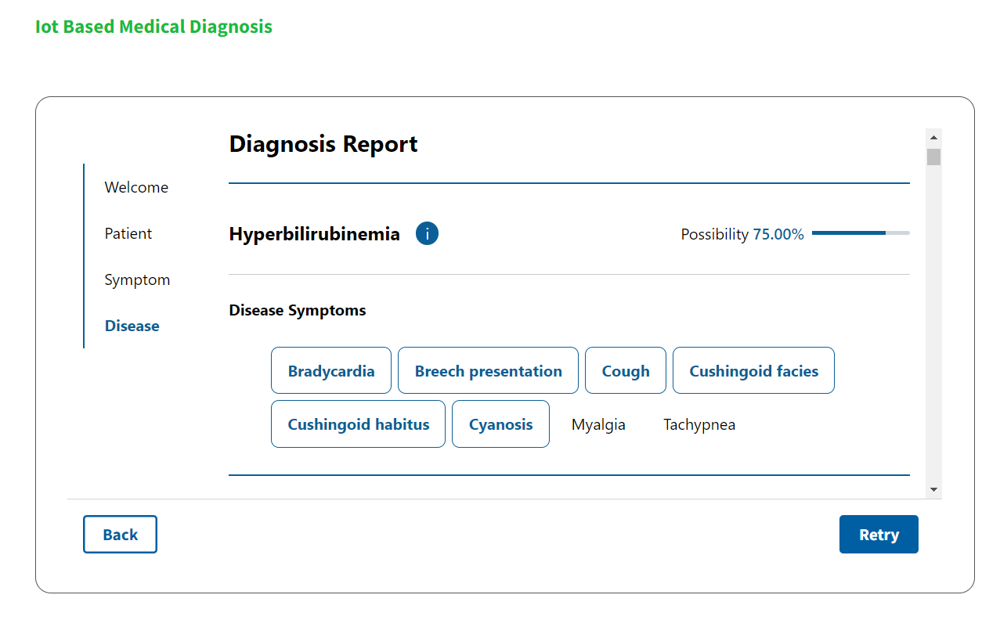 Iot Based Medical Diagnosis
Diagnosis Report
Welcome
Patient
Symptom
Disease
Hyperbilirubinemia i Possibility 75.00%
Disease Symptoms
Bradycardia Breech presentation Cough Cushingoid facies
Cushingoid habitus Cyanosis Myalgia Tachypnea
Back Retry